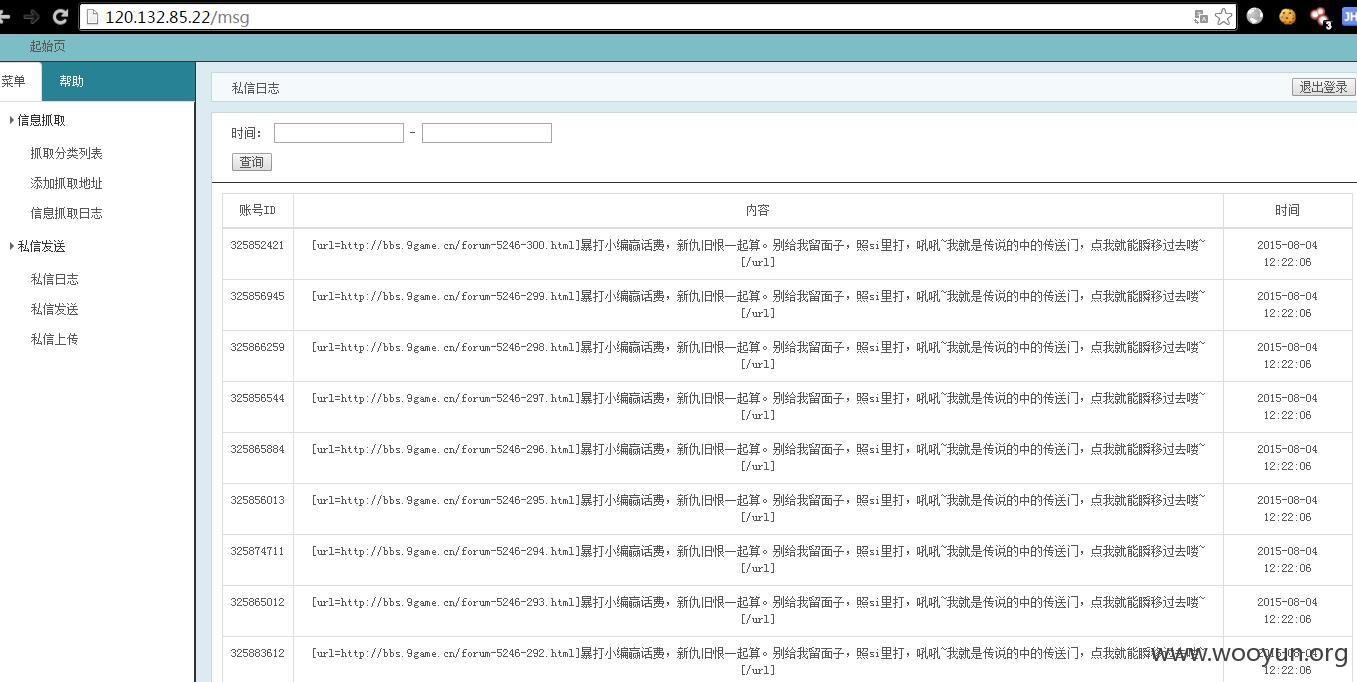 120.132.85.22/msg
起始页
菜单
帮助
信息抓取
抓取分类列表
添加抓取地址
信息抓取日志
私信发送
私信日志
私信发送
私信上传
私信日志
退出登录
时间：
-
查询
账号ID 内容 时间
325852421 [url=http://bbs.9game.cn/forum-5246-300.html]暴打小编赢话费，新仇旧恨一起算。别给我留面子，照si里打，吼吼~我就是传说的中的传送门，点我就能瞬移过去喽~ 2015-08-04
[/url] 12:22:06
325856945 [url=http://bbs.9game.cn/forum-5246-299.html]暴打小编赢话费，新仇旧恨一起算。别给我留面子，照si里打，吼吼~我就是传说的中的传送门，点我就能瞬移过去喽~ 2015-08-04
[/url] 12:22:06
325866259 [url=http://bbs.9game.cn/forum-5246-298.html]暴打小编赢话费，新仇旧恨一起算。别给我留面子，照si里打，吼吼~我就是传说的中的传送门，点我就能瞬移过去喽~ 2015-08-04
[/url] 12:22:06
325856544 [url=http://bbs.9game.cn/forum-5246-297.html]暴打小编赢话费，新仇旧恨一起算。别给我留面子，照si里打，吼吼~我就是传说的中的传送门，点我就能瞬移过去喽~ 2015-08-04
[/url] 12:22:06
325865884 [url=http://bbs.9game.cn/forum-5246-296.html]暴打小编赢话费，新仇旧恨一起算。别给我留面子，照si里打，吼吼~我就是传说的中的传送门，点我就能瞬移过去喽~ 2015-08-04
[/url] 12:22:06
325856013 [url=http://bbs.9game.cn/forum-5246-295.html]暴打小编赢话费，新仇旧恨一起算。别给我留面子，照si里打，吼吼~我就是传说的中的传送门，点我就能瞬移过去喽~ 2015-08-04
[/url] 12:22:06
325874711 [url=http://bbs.9game.cn/forum-5246-294.html]暴打小编赢话费，新仇旧恨一起算。别给我留面子，照si里打，吼吼~我就是传说的中的传送门，点我就能瞬移过去喽~ 2015-08-04
[/url] 12:22:06
325865012 [url=http://bbs.9game.cn/forum-5246-293.html]暴打小编赢话费，新仇旧恨一起算。别给我留面子，照si里打，吼吼~我就是传说的中的传送门，点我就能瞬移过去喽~ 2015-08-04
[/url] 12:22:06
325883612 [url=http://bbs.9game.cn/forum-5246-292.html]暴打小编赢话费，新仇旧恨一起算。别给我留面子，照si里打，吼吼~我就是传说的中的传送门，点我就能瞬移过去喽~ 2015-08-04
[/url] 12:22:06
www.wooyun.org
3
JH